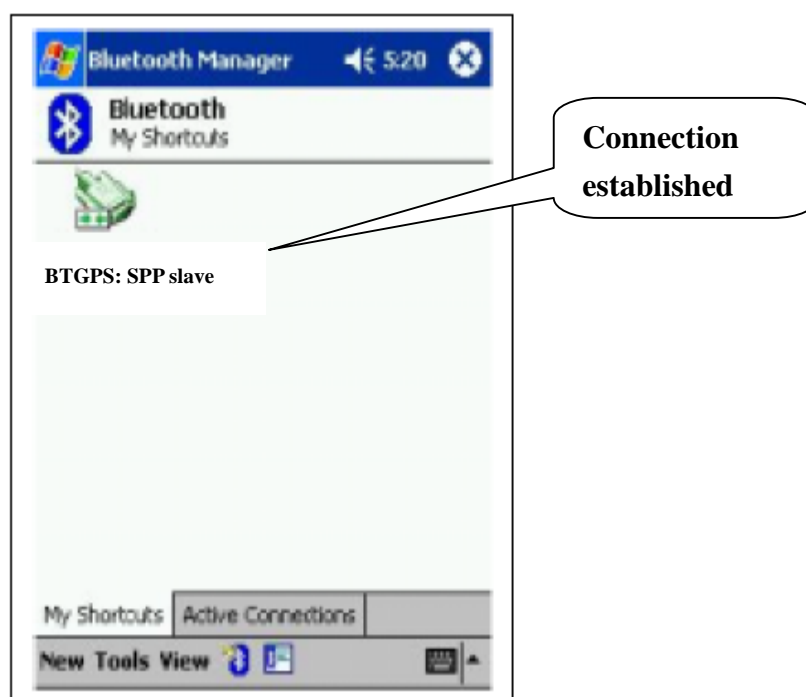 Bluetooth Manager 5:20
Bluetooth
My Shortcuts
Connection
established
BTGPS: SPP slave
My Shortcuts Active Connections
New Tools View